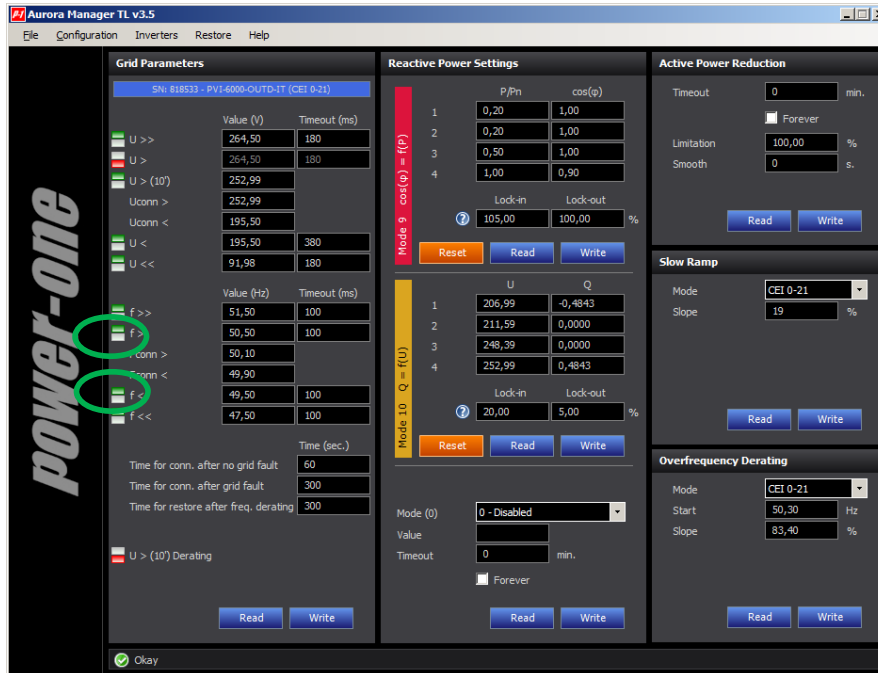 Aurora Manager TL v3.5
File Configuration Inverters Restore Help
power-one
Grid Parameters
SN: 818533 - PVI-6000-OUTD-IT (CEI 0-21)
Value (V) Timeout (ms)
U >> 264,50 180
U > 264,50 180
U > (10') 252,99
Uconn > 252,99
Uconn < 195,50
U < 195,50 380
U << 91,98 180
Value (Hz) Timeout (ms)
f >> 51,50 100
f > 50,50 100
conn > 50,10
conn < 49,90
f < 49,50 100
f << 47,50 100
Time (sec.)
Time for conn. after no grid fault 60
Time for conn. after grid fault 300
Time for restore after freq. derating 300
U > (10') Derating
Read Write
Reactive Power Settings
Mode 9 cos(φ) = f(P)
P/Pn cos(φ)
1 0,20 1,00
2 0,20 1,00
3 0,50 1,00
4 1,00 0,90
Lock-in Lock-out
? 105,00 100,00 %
Reset Read Write
Mode 10 Q = f(U)
U Q
1 206,99 -0,4843
2 211,59 0,0000
3 248,39 0,0000
4 252,99 0,4843
Lock-in Lock-out
? 20,00 5,00 %
Reset Read Write
Mode (0) 0 - Disabled
Value
Timeout 0 min.
Forever
Read Write
Active Power Reduction
Timeout 0 min.
Forever
Limitation 100,00 %
Smooth 0 s.
Read Write
Slow Ramp
Mode CEI 0-21
Slope 19 %
Read Write
Overfrequency Derating
Mode CEI 0-21
Start 50,30 Hz
Slope 83,40 %
Read Write
Okay